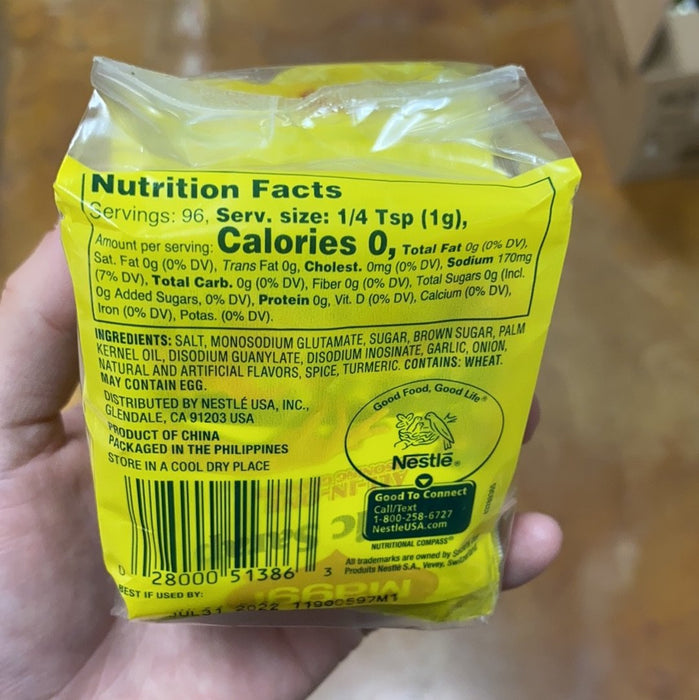 Nutrition Facts
Servings: 96, Serv. size: 1/4 Tsp (1g),
Amount per serving: Calories 0, Total Fat 0g (0% DV),
Sat. Fat 0g (0% DV), Trans Fat 0g, Cholest. 0mg (0% DV), Sodium 170mg
(7% DV), Total Carb. 0g (0% DV), Fiber 0g (0% DV), Total Sugars 0g (Incl.
0g Added Sugars, 0% DV), Protein 0g, Vit. D (0% DV), Calcium (0% DV),
Iron (0% DV), Potas. (0% DV).
INGREDIENTS: SALT, MONOSODIUM GLUTAMATE, SUGAR, BROWN SUGAR, PALM
KERNEL OIL, DISODIUM GUANYLATE, DISODIUM INOSINATE, GARLIC, ONION,
NATURAL AND ARTIFICIAL FLAVORS, SPICE, TURMERIC. CONTAINS: WHEAT.
MAY CONTAIN EGG.
DISTRIBUTED BY NESTLÉ USA, INC.,
GLENDALE, CA 91203 USA
PRODUCT OF CHINA
PACKAGED IN THE PHILIPPINES
STORE IN A COOL DRY PLACE
Good Food, Good Life®
Nestlé®
Good To Connect
Call/Text
1-800-258-6727
NestleUSA.com
NUTRITIONAL COMPASS®
All trademarks are owned by
Produits Nestlé S.A., Vevey,
0 28000 51386 3
BEST IF USED BY:
JUL 31 2022 11900597M1